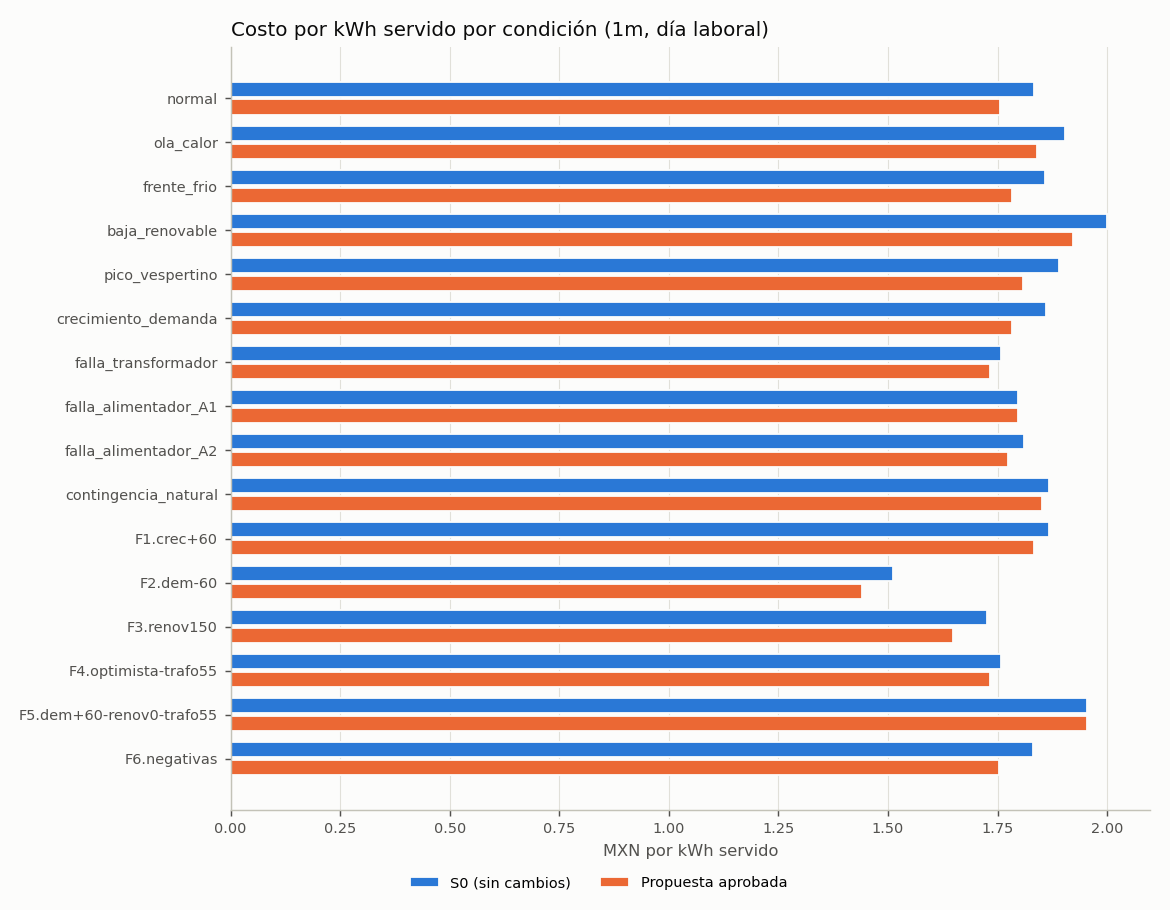 Costo por kWh servido por condición (1m, día laboral)
normal
ola_calor
frente_frio
baja_renovable
pico_vespertino
crecimiento_demanda
falla_transformador
falla_alimentador_A1
falla_alimentador_A2
contingencia_natural
F1.crec+60
F2.dem-60
F3.renov150
F4.optimista-trafo55
F5.dem+60-renov0-trafo55
F6.negativas
0.00 0.25 0.50 0.75 1.00 1.25 1.50 1.75 2.00
MXN por kWh servido
S0 (sin cambios) Propuesta aprobada